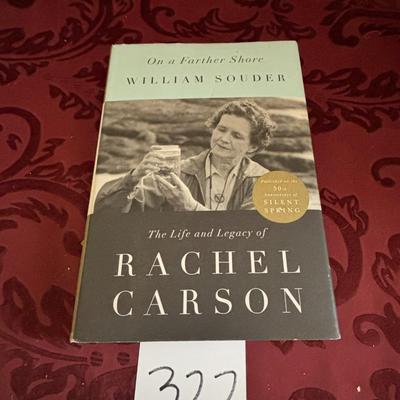 On a Farther Shore
WILLIAM SOUDER
Published on the
50th
Anniversary of
SILENT
SPRING
The Life and Legacy of
RACHEL
CARSON
322